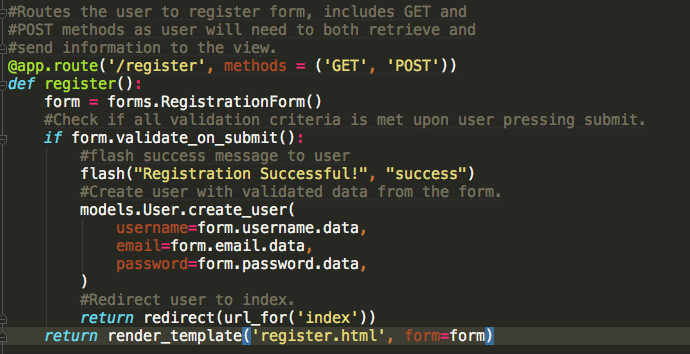 #Routes the user to register form, includes GET and
#POST methods as user will need to both retrieve and
#send information to the view.
@app.route('/register', methods = ('GET', 'POST'))
def register():
    form = forms.RegistrationForm()
    #Check if all validation criteria is met upon user pressing submit.
    if form.validate_on_submit():
        #flash success message to user
        flash("Registration Successful!", "success")
        #Create user with validated data from the form.
        models.User.create_user(
            username=form.username.data,
            email=form.email.data,
            password=form.password.data,
        )
        #Redirect user to index.
        return redirect(url_for('index'))
    return render_template('register.html', form=form)